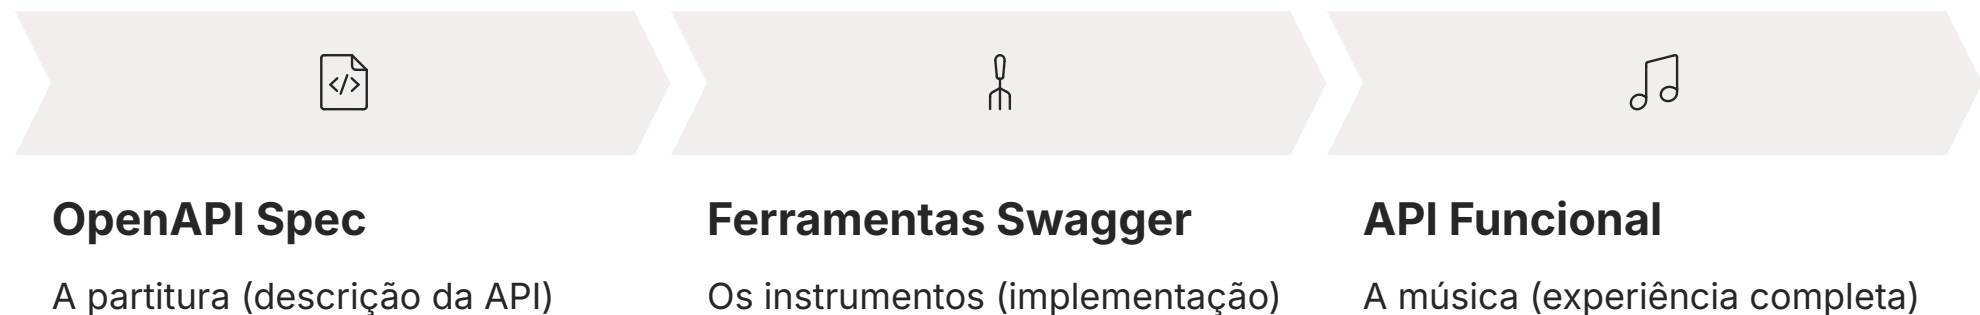 OpenAPI Spec
A partitura (descrição da API)
Ferramentas Swagger
Os instrumentos (implementação)
API Funcional
A música (experiência completa)